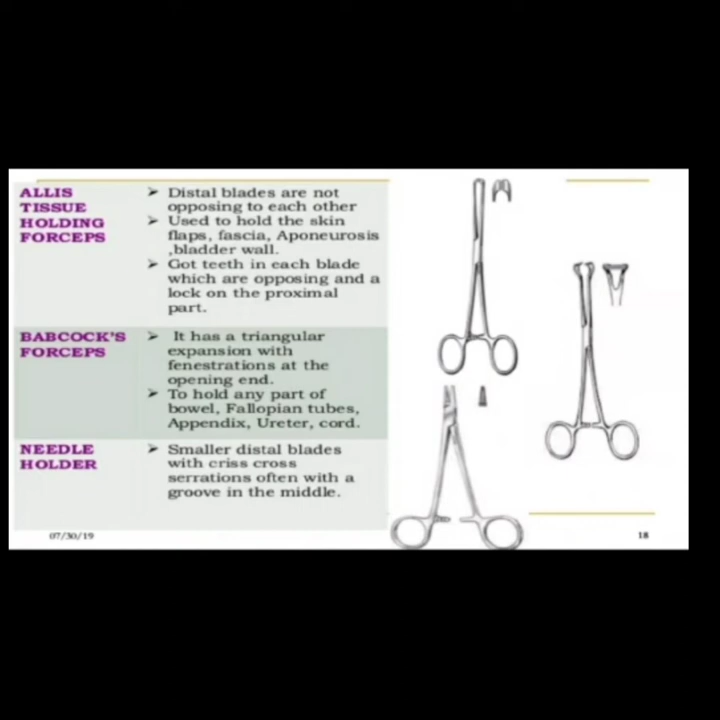 ALLIS
TISSUE
HOLDING
FORCEPS
➢ Distal blades are not
opposing to each other
➢ Used to hold the skin
flaps, fascia, Aponeurosis
,bladder wall.
➢ Got teeth in each blade
which are opposing and a
lock on the proximal
part.
BABCOCK'S
FORCEPS
➢ It has a triangular
expansion with
fenestrations at the
opening end.
➢ To hold any part of
bowel, Fallopian tubes,
Appendix, Ureter, cord.
NEEDLE
HOLDER
➢ Smaller distal blades
with criss cross
serrations often with a
groove in the middle.
07/30/19
18